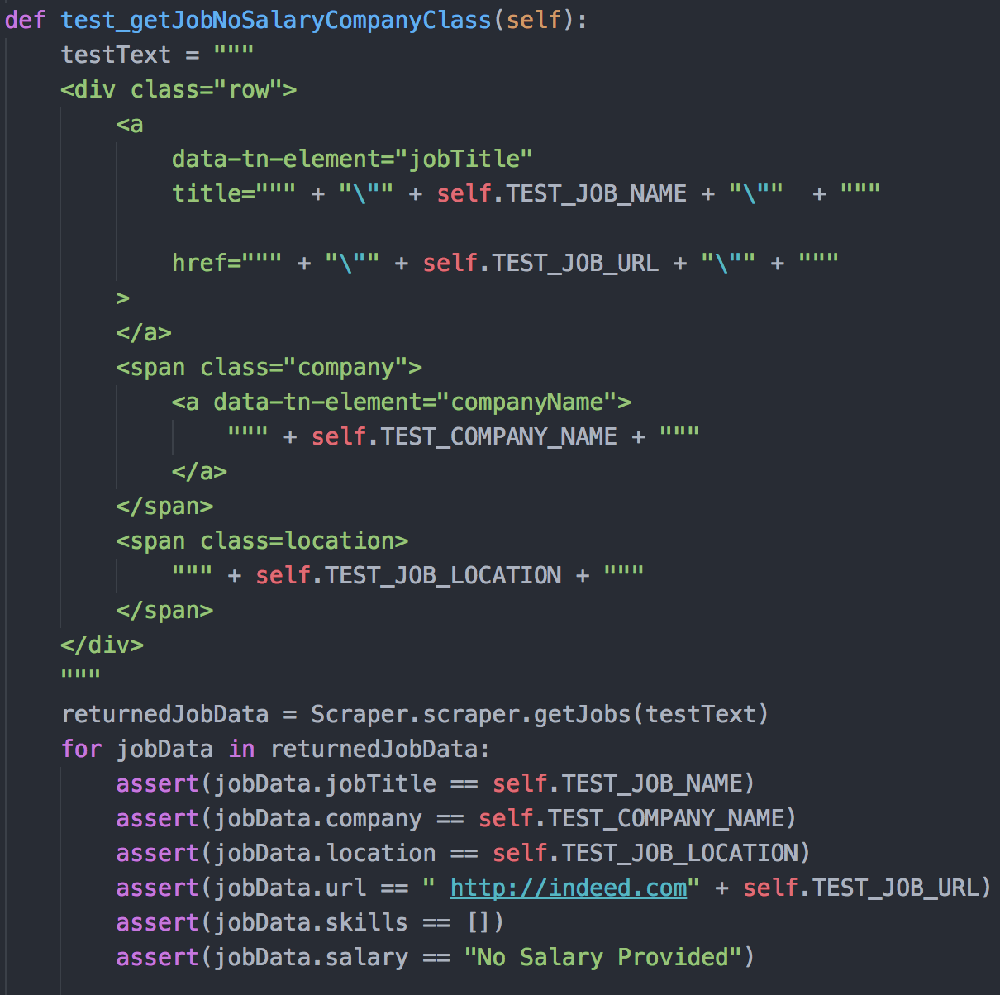 def test_getJobNoSalaryCompanyClass(self):
    testText = """
    <div class="row">
        <a
            data-tn-element="jobTitle"
            title=""" + "\"" + self.TEST_JOB_NAME + "\""  + """

            href=""" + "\"" + self.TEST_JOB_URL + "\"" + """
        >
        </a>
        <span class="company">
            <a data-tn-element="companyName">
                """ + self.TEST_COMPANY_NAME + """
            </a>
        </span>
        <span class=location>
            """ + self.TEST_JOB_LOCATION + """
        </span>
    </div>
    """
    returnedJobData = Scraper.scraper.getJobs(testText)
    for jobData in returnedJobData:
        assert(jobData.jobTitle == self.TEST_JOB_NAME)
        assert(jobData.company == self.TEST_COMPANY_NAME)
        assert(jobData.location == self.TEST_JOB_LOCATION)
        assert(jobData.url == " http://indeed.com" + self.TEST_JOB_URL)
        assert(jobData.skills == [])
        assert(jobData.salary == "No Salary Provided")